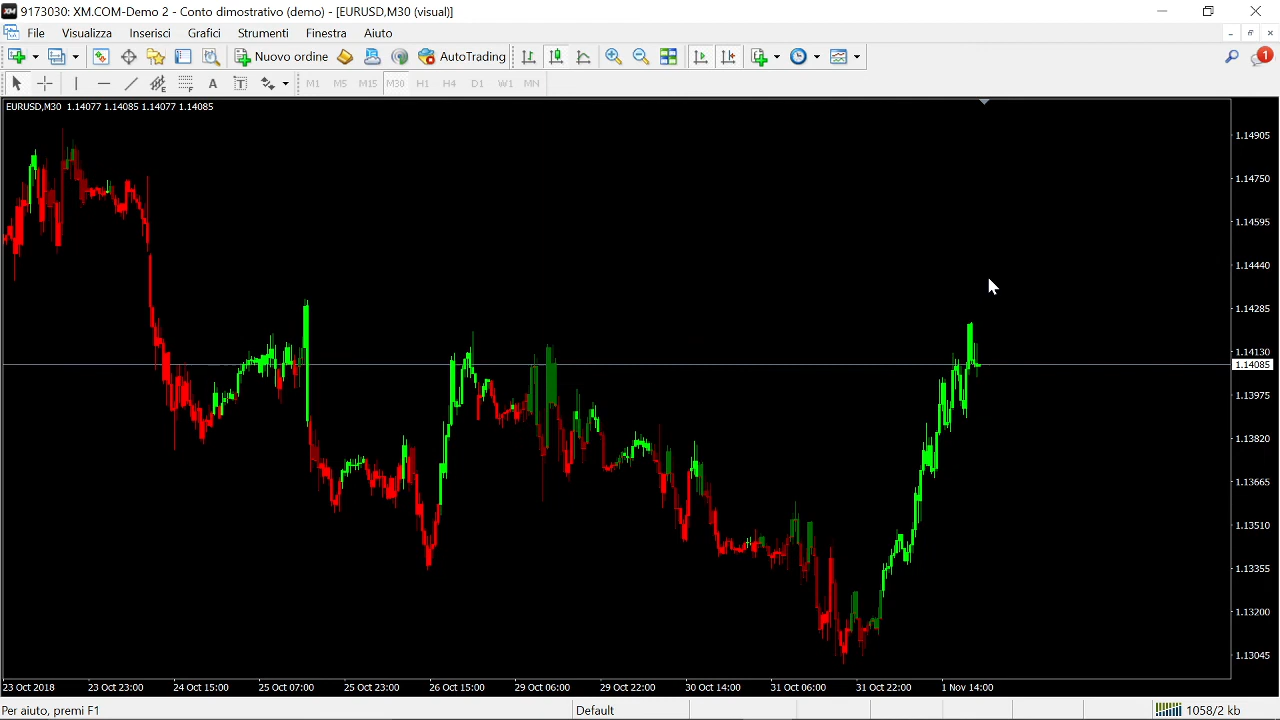 9173030: XM.COM-Demo 2 - Conto dimostrativo (demo) - [EURUSD,M30 (visual)]
File Visualizza Inserisci Grafici Strumenti Finestra Aiuto
Nuovo ordine AutoTrading 1
A T M1 M5 M15 M30 H1 H4 D1 W1 MN
EURUSD,M30 1.14077 1.14085 1.14077 1.14085
1.14905
1.14750
1.14595
1.14440
1.14285
1.14130
1.14085
1.13975
1.13820
1.13665
1.13510
1.13355
1.13200
1.13045
23 Oct 2018 23 Oct 23:00 24 Oct 15:00 25 Oct 07:00 25 Oct 23:00 26 Oct 15:00 29 Oct 06:00 29 Oct 22:00 30 Oct 14:00 31 Oct 06:00 31 Oct 22:00 1 Nov 14:00
Per aiuto, premi F1 Default 1058/2 kb